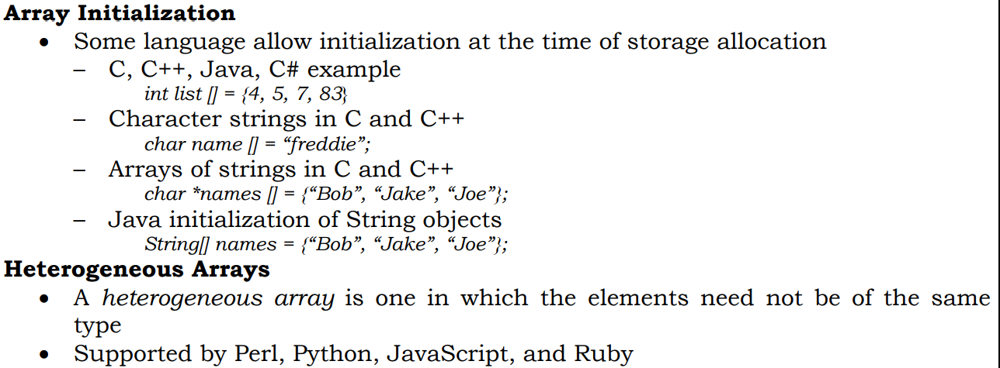 Array Initialization
• Some language allow initialization at the time of storage allocation
– C, C++, Java, C# example
int list [] = {4, 5, 7, 83}
– Character strings in C and C++
char name [] = “freddie”;
– Arrays of strings in C and C++
char *names [] = {“Bob”, “Jake”, “Joe”};
– Java initialization of String objects
String[] names = {“Bob”, “Jake”, “Joe”};
Heterogeneous Arrays
• A heterogeneous array is one in which the elements need not be of the same
type
• Supported by Perl, Python, JavaScript, and Ruby